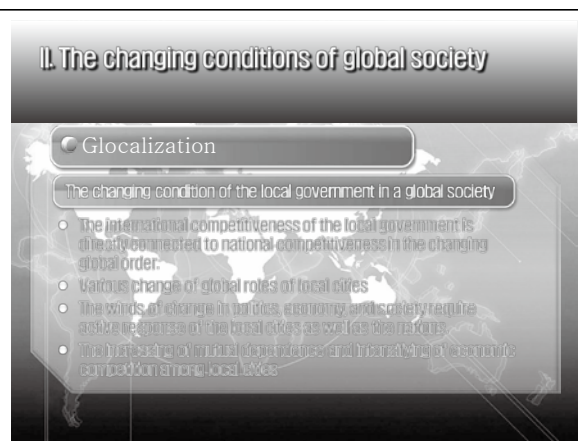 II. The changing conditions of global society
Glocalization
The changing condition of the local government in a global society
The international competitiveness of the local government is
directly connected to national competitiveness in the changing
global order.
Various change of global roles of local cities
The winds of change in politics, economy, and society require
active response of the local cities as well as the nations
The increasing of mutual dependence and intensifying of economic
competition among local cities